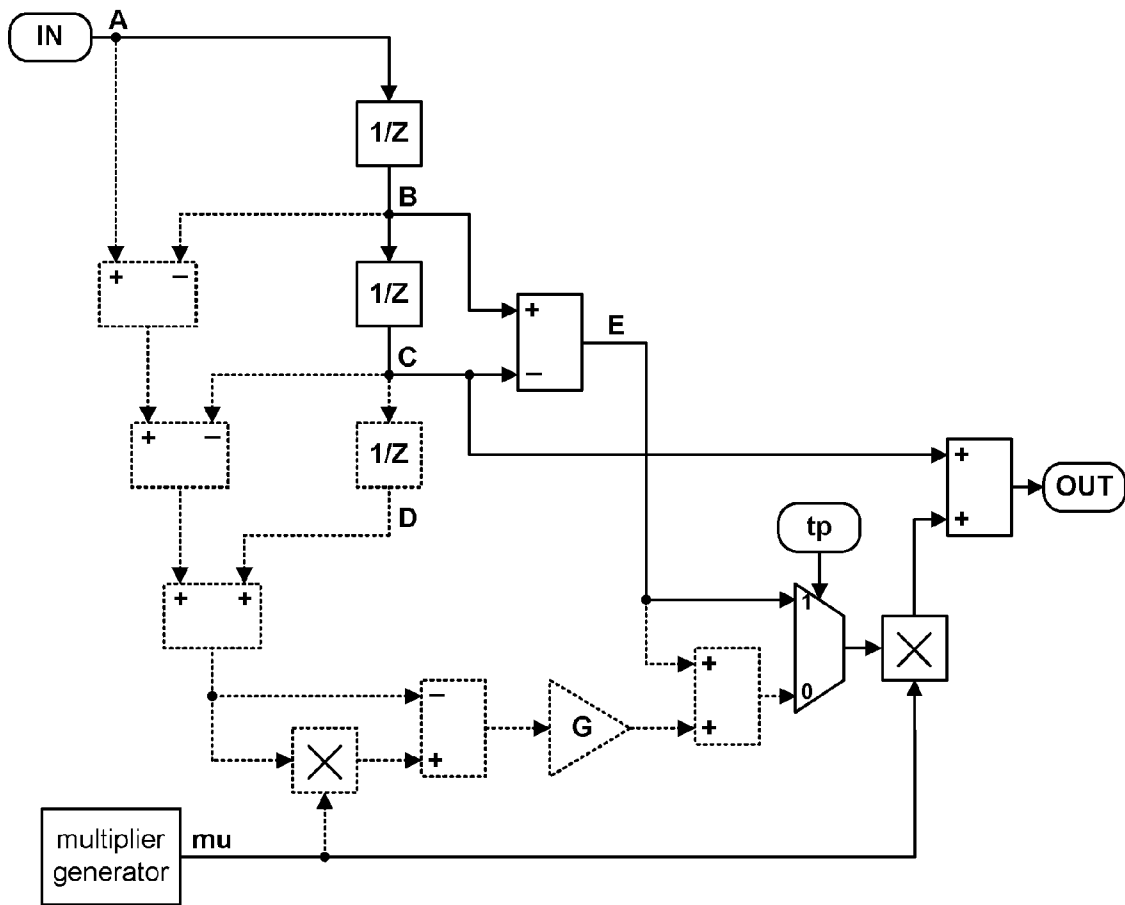 IN
A
1/Z
B
+ −
1/Z
+
E
C
−
+ −
1/Z
+
OUT
D
tp
+
+ +
1
+
−
0
G
+
+
multiplier
generator
mu